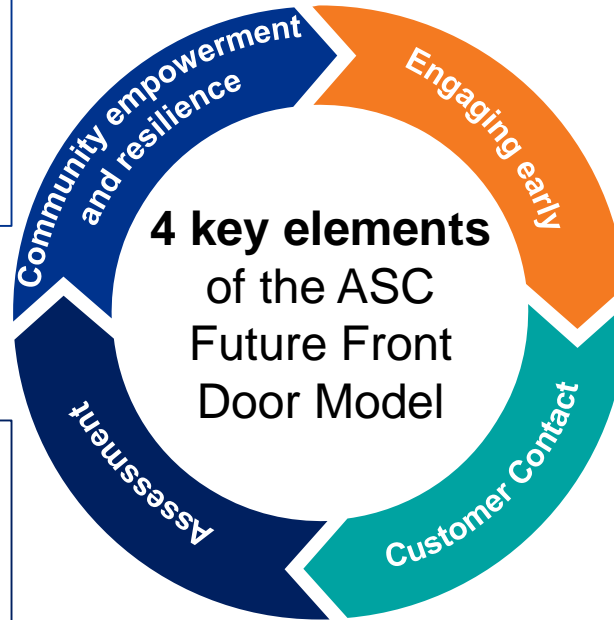 Community empowerment
and resilience
Engaging early
4 key elements
of the ASC
Future Front
Door Model
Assessment
Customer Contact